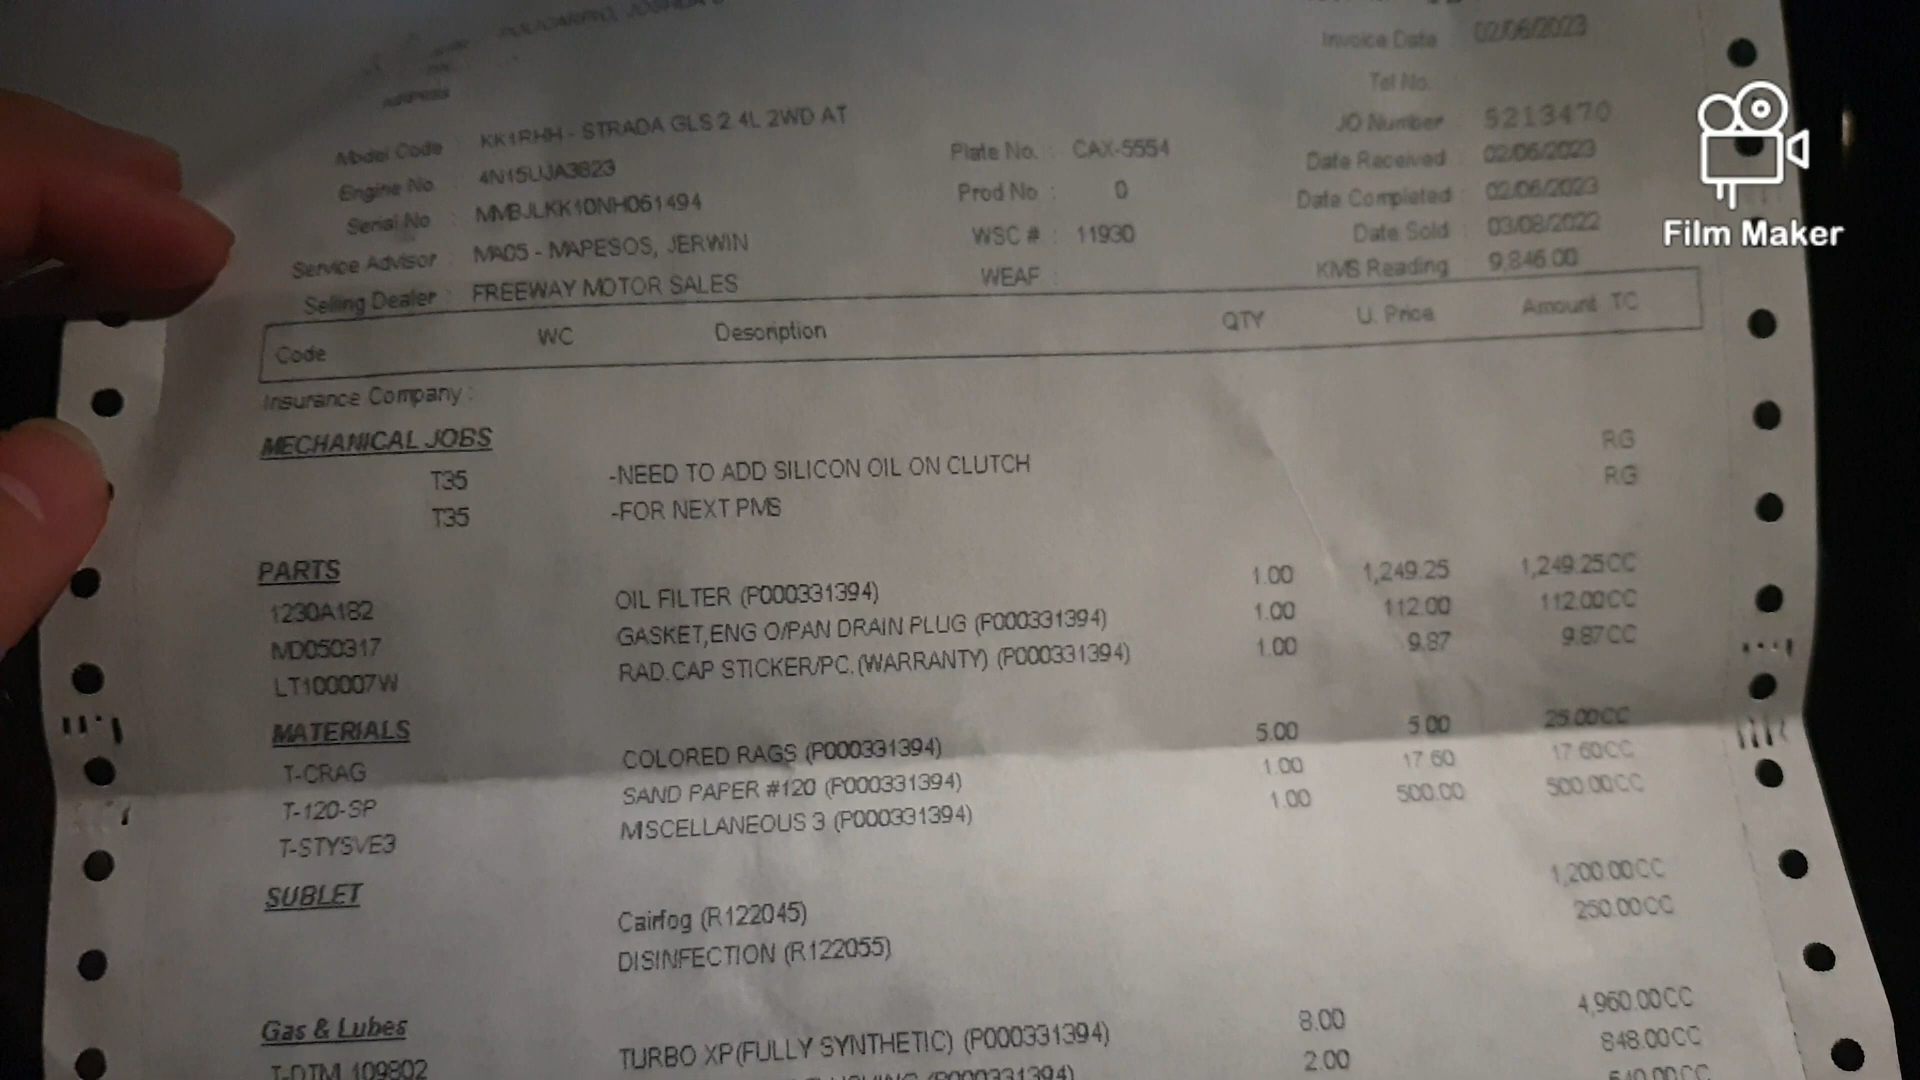 Invoice Date 02/06/2023
Tel No.
ADDRESS
JO Number : 5213470
Model Code : KK1RHH - STRADA GLS 2.4L 2WD AT
Plate No. : CAX-5554
Date Received : 02/06/2023
Engine No : 4N15UJA3823
Prod No : 0
Date Completed : 02/06/2023
Serial No : MMBJLKK10NH061494
WSC # : 11930
Date Sold : 03/08/2022
Service Advisor : MA05 - MAPESOS, JERWIN
WEAF :
KMS Reading : 9,846.00
Selling Dealer : FREEWAY MOTOR SALES
Film Maker
Code WC Description QTY U. Price Amount TC
Insurance Company :
MECHANICAL JOBS
T35 -NEED TO ADD SILICON OIL ON CLUTCH RG
T35 -FOR NEXT PMS RG
PARTS
1230A182 OIL FILTER (P000331394) 1.00 1,249.25 1,249.25CC
MD050317 GASKET,ENG O/PAN DRAIN PLUG (P000331394) 1.00 112.00 112.00CC
LT100007W RAD.CAP STICKER/PC.(WARRANTY) (P000331394) 1.00 9.87 9.87CC
MATERIALS
T-CRAG COLORED RAGS (P000331394) 5.00 5.00 25.00CC
T-120-SP SAND PAPER #120 (P000331394) 1.00 17.60 17.60CC
T-STYSVE3 MISCELLANEOUS 3 (P000331394) 1.00 500.00 500.00CC
SUBLET
Cairfog (R122045) 1,200.00CC
DISINFECTION (R122055) 250.00CC
Gas & Lubes
T-DTM 109802 TURBO XP(FULLY SYNTHETIC) (P000331394) 8.00 4,960.00CC
(P000331394) 2.00 848.00CC
540.00CC